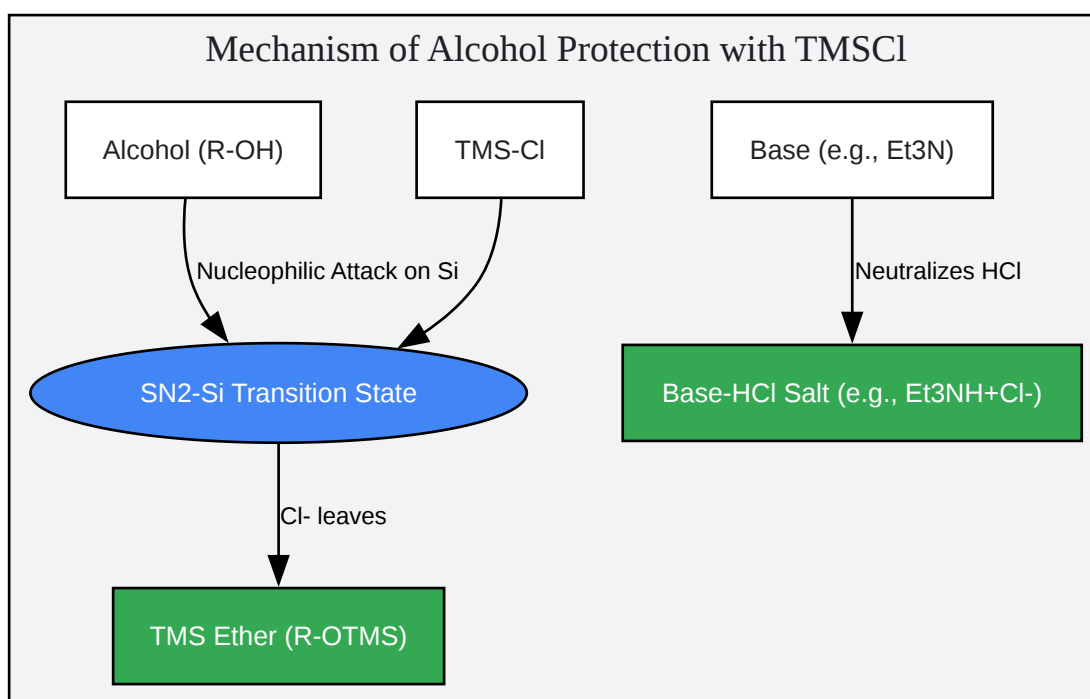 Mechanism of Alcohol Protection with TMSCl
Alcohol (R-OH)
TMS-Cl
Base (e.g., Et3N)
Nucleophilic Attack on Si
Neutralizes HCl
SN2-Si Transition State
Base-HCl Salt (e.g., Et3NH+Cl-)
Cl- leaves
TMS Ether (R-OTMS)